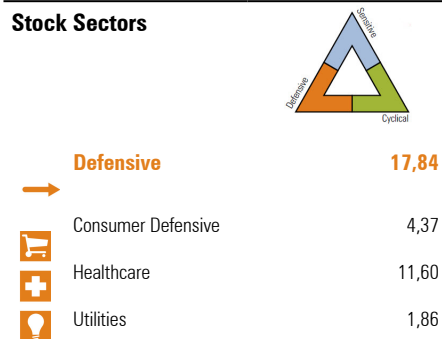 Stock Sectors
Sensitive
Defensive
Cyclical
Defensive 17,84
Consumer Defensive 4,37
Healthcare 11,60
Utilities 1,86